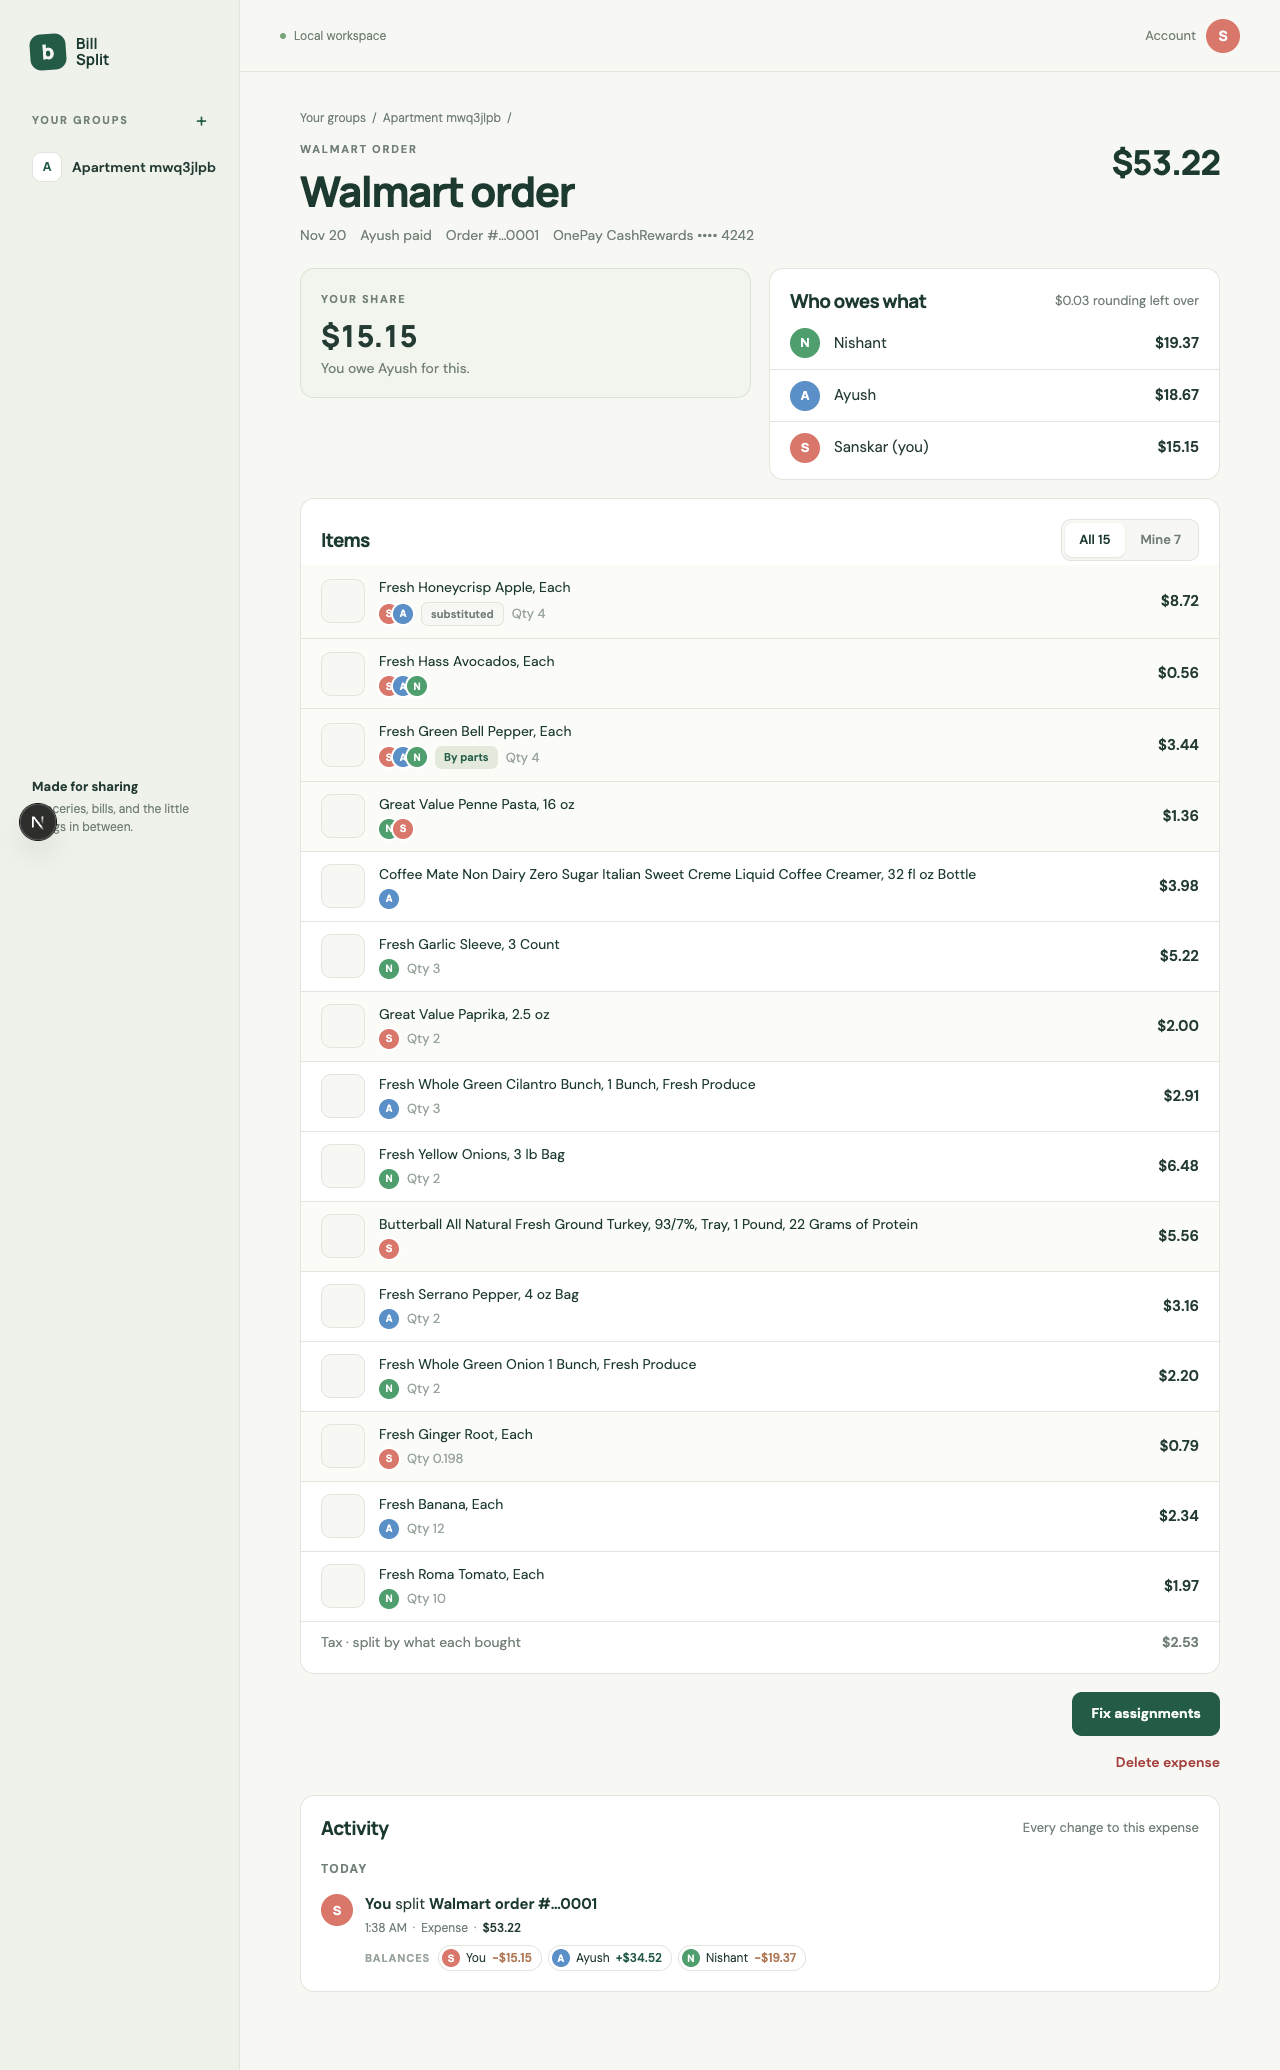 b
Bill
Split
YOUR GROUPS +
A Apartment mwq3jlpb
Made for sharing
bills, and the little
in between.
N
Local workspace
Account S
Your groups / Apartment mwq3jlpb /
WALMART ORDER
Walmart order
$53.22
Nov 20 Ayush paid Order #…0001 OnePay CashRewards •••• 4242
YOUR SHARE
$15.15
You owe Ayush for this.
Who owes what $0.03 rounding left over
N Nishant $19.37
A Ayush $18.67
S Sanskar (you) $15.15
Items All 15 Mine 7
Fresh Honeycrisp Apple, Each
S A substituted Qty 4
$8.72
Fresh Hass Avocados, Each
S A N
$0.56
Fresh Green Bell Pepper, Each
S A N By parts Qty 4
$3.44
Great Value Penne Pasta, 16 oz
N S
$1.36
Coffee Mate Non Dairy Zero Sugar Italian Sweet Creme Liquid Coffee Creamer, 32 fl oz Bottle
A
$3.98
Fresh Garlic Sleeve, 3 Count
N Qty 3
$5.22
Great Value Paprika, 2.5 oz
S Qty 2
$2.00
Fresh Whole Green Cilantro Bunch, 1 Bunch, Fresh Produce
A Qty 3
$2.91
Fresh Yellow Onions, 3 lb Bag
N Qty 2
$6.48
Butterball All Natural Fresh Ground Turkey, 93/7%, Tray, 1 Pound, 22 Grams of Protein
S
$5.56
Fresh Serrano Pepper, 4 oz Bag
A Qty 2
$3.16
Fresh Whole Green Onion 1 Bunch, Fresh Produce
N Qty 2
$2.20
Fresh Ginger Root, Each
S Qty 0.198
$0.79
Fresh Banana, Each
A Qty 12
$2.34
Fresh Roma Tomato, Each
N Qty 10
$1.97
Tax · split by what each bought $2.53
Fix assignments
Delete expense
Activity Every change to this expense
TODAY
S You split Walmart order #…0001
1:38 AM · Expense · $53.22
BALANCES S You -$15.15 A Ayush +$34.52 N Nishant -$19.37